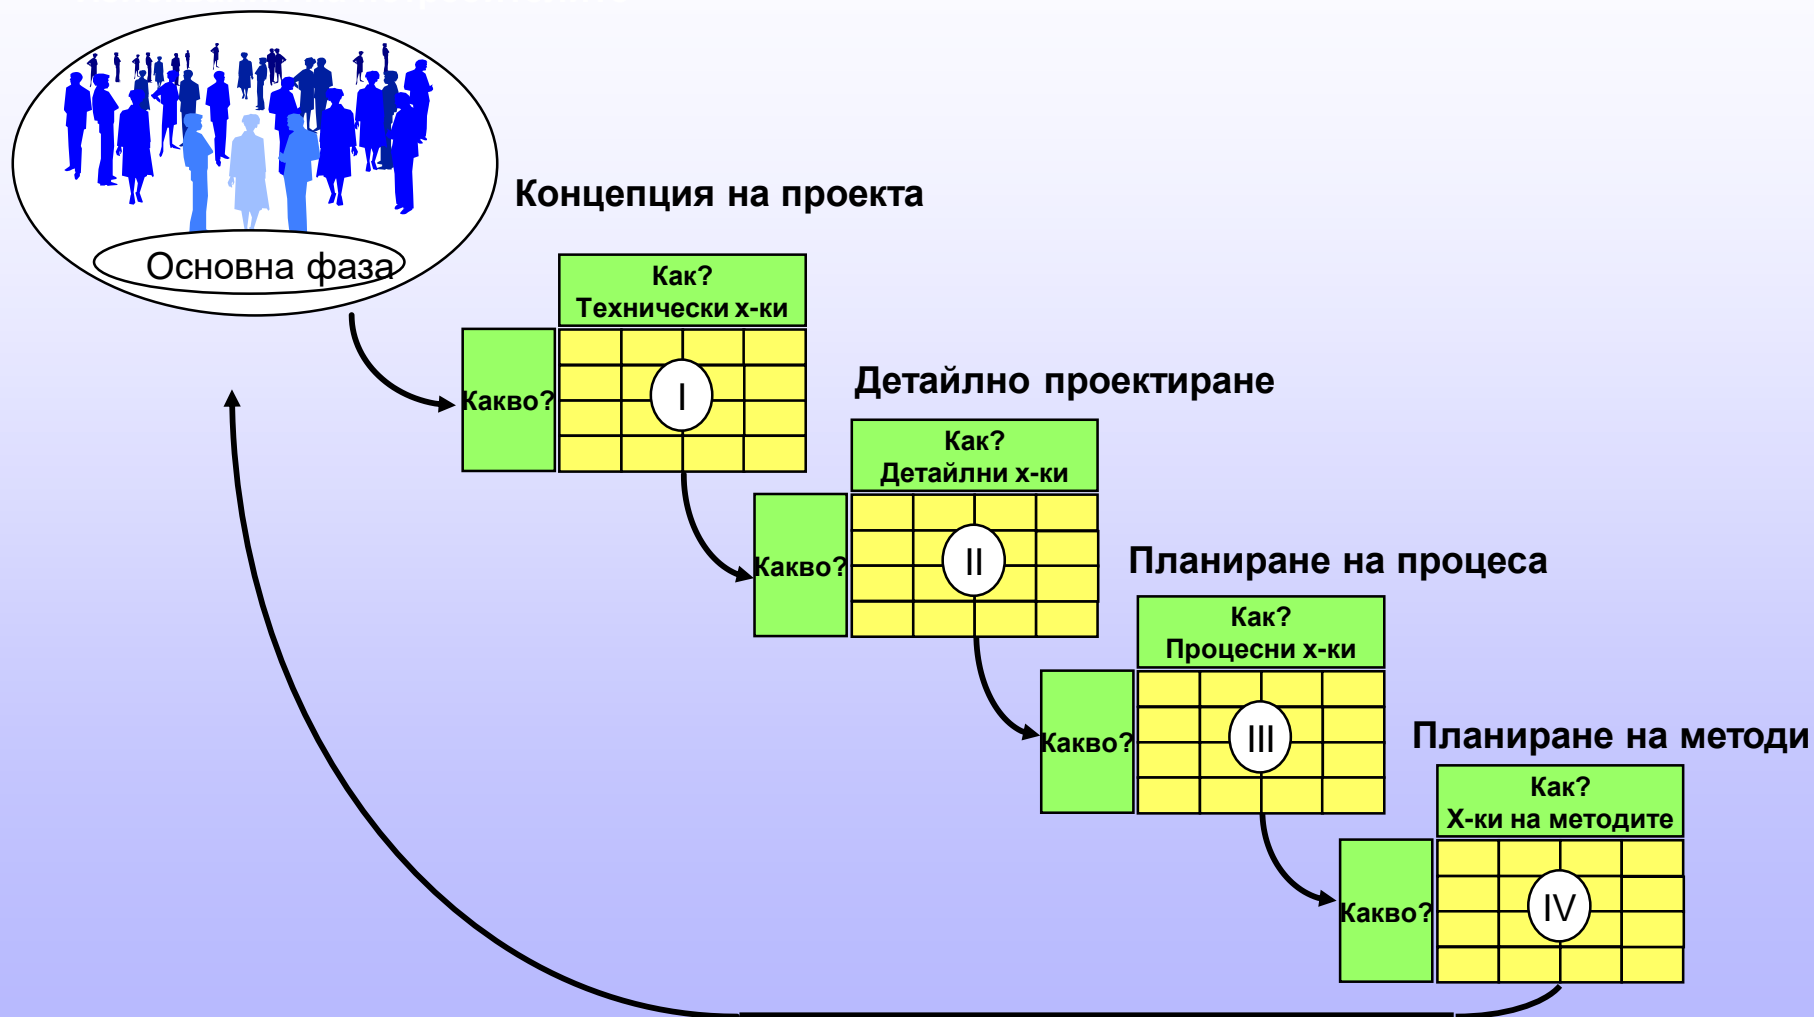 Основна фаза
Концепция на проекта
Как?
Технически х-ки
Какво?
I
Детайлно проектиране
Как?
Детайлни х-ки
Какво?
II
Планиране на процеса
Как?
Процесни х-ки
Какво?
III
Планиране на методи
Как?
Х-ки на методите
Какво?
IV